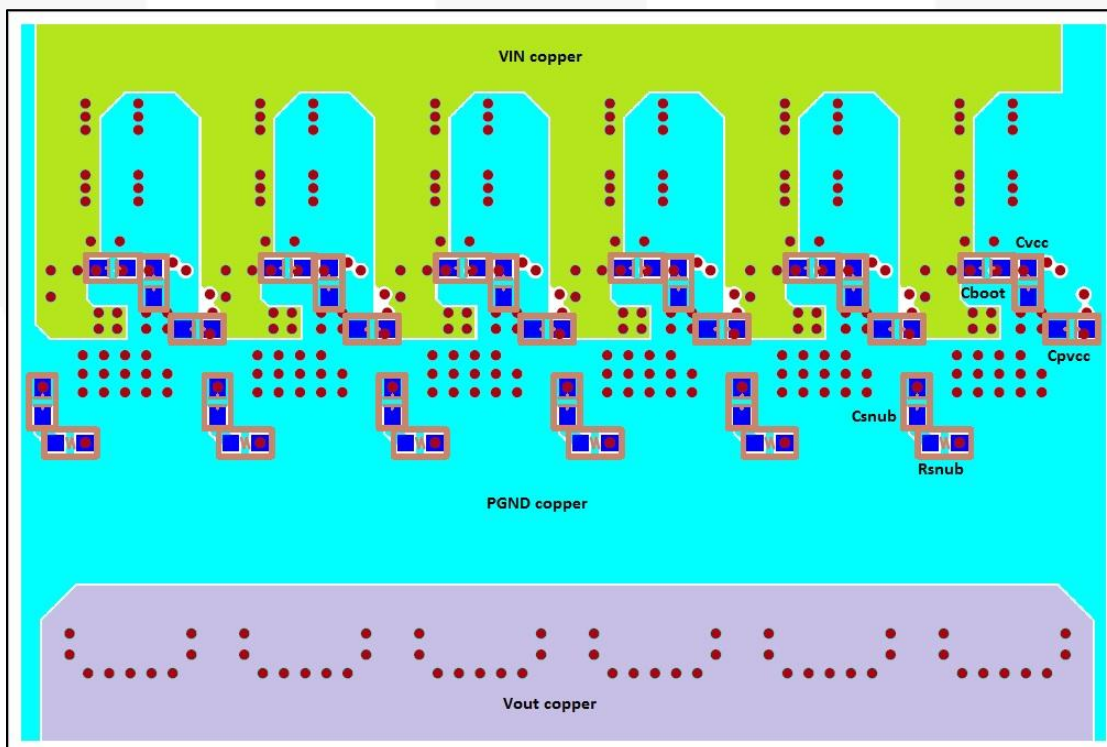 VIN copper
Cvcc
Cboot
Cpvcc
Csnub
Rsnub
PGND copper
Vout copper